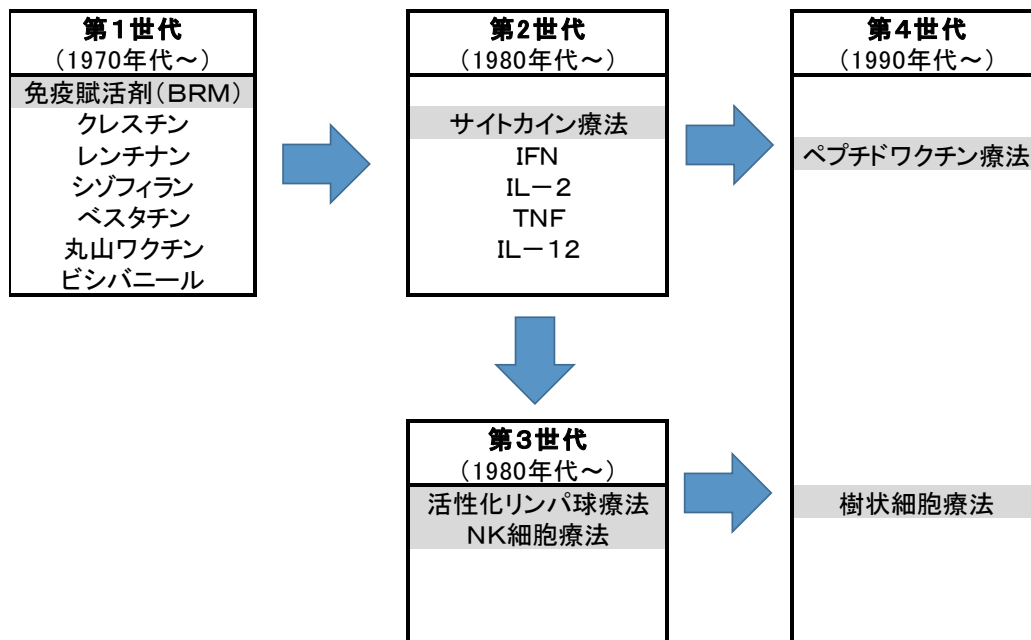 第1世代
（1970年代～）
免疫賦活剤（BRM）
クレスチン
レンチナン
シゾフィラン
ベスタチン
丸山ワクチン
ビシバニール
第2世代
（1980年代～）
サイトカイン療法
IFN
IL－2
TNF
IL－12
第3世代
（1980年代～）
活性化リンパ球療法
NK細胞療法
第4世代
（1990年代～）
ペプチドワクチン療法
樹状細胞療法